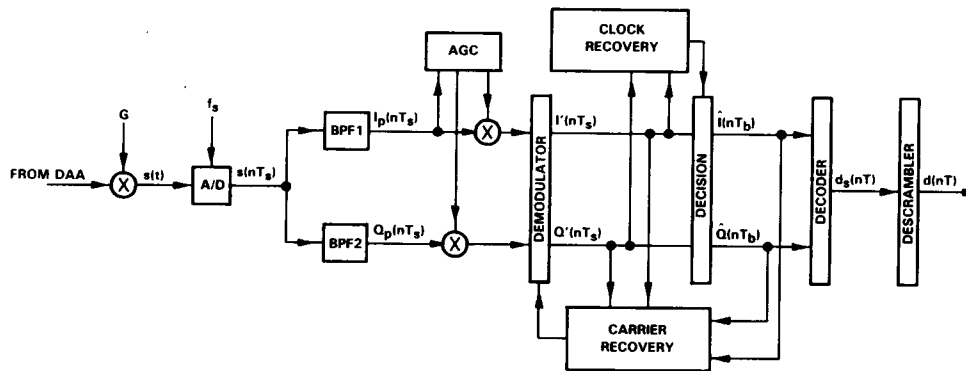 CLOCK
RECOVERY
AGC
G
f_s
BPF1
I_p(nT_s)
I'(nT_s)
Î(nT_b)
FROM DAA
s(t)
A/D
s(nT_s)
DEMODULATOR
DECISION
DECODER
d_s(nT)
DESCRAMBLER
d(nT)
BPF2
Q_p(nT_s)
Q'(nT_s)
Q̂(nT_b)
CARRIER
RECOVERY